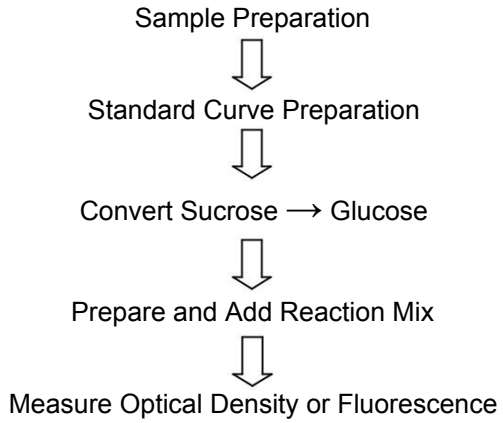 Sample Preparation
Standard Curve Preparation
Convert Sucrose → Glucose
Prepare and Add Reaction Mix
Measure Optical Density or Fluorescence